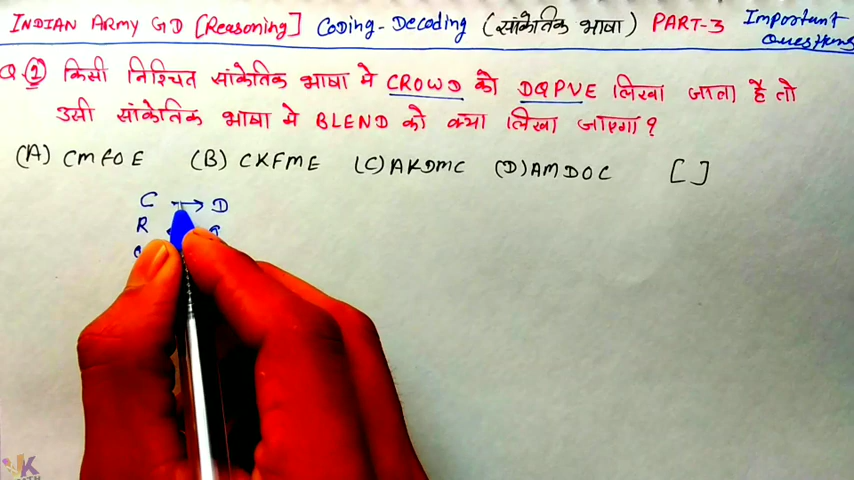 INDIAN ARMY GD [Reasoning] Coding-Decoding (सांकेतिक भाषा) PART-3 Important Questions
Q.1 किसी निश्चित सांकेतिक भाषा मे CROWD को DQPVE लिखा जाता है तो
उसी सांकेतिक भाषा मे BLEND को क्या लिखा जाएगा?
(A) CMFOE (B) CKFME (C) AKDMC (D) AMDOC [ ]
C → D
R